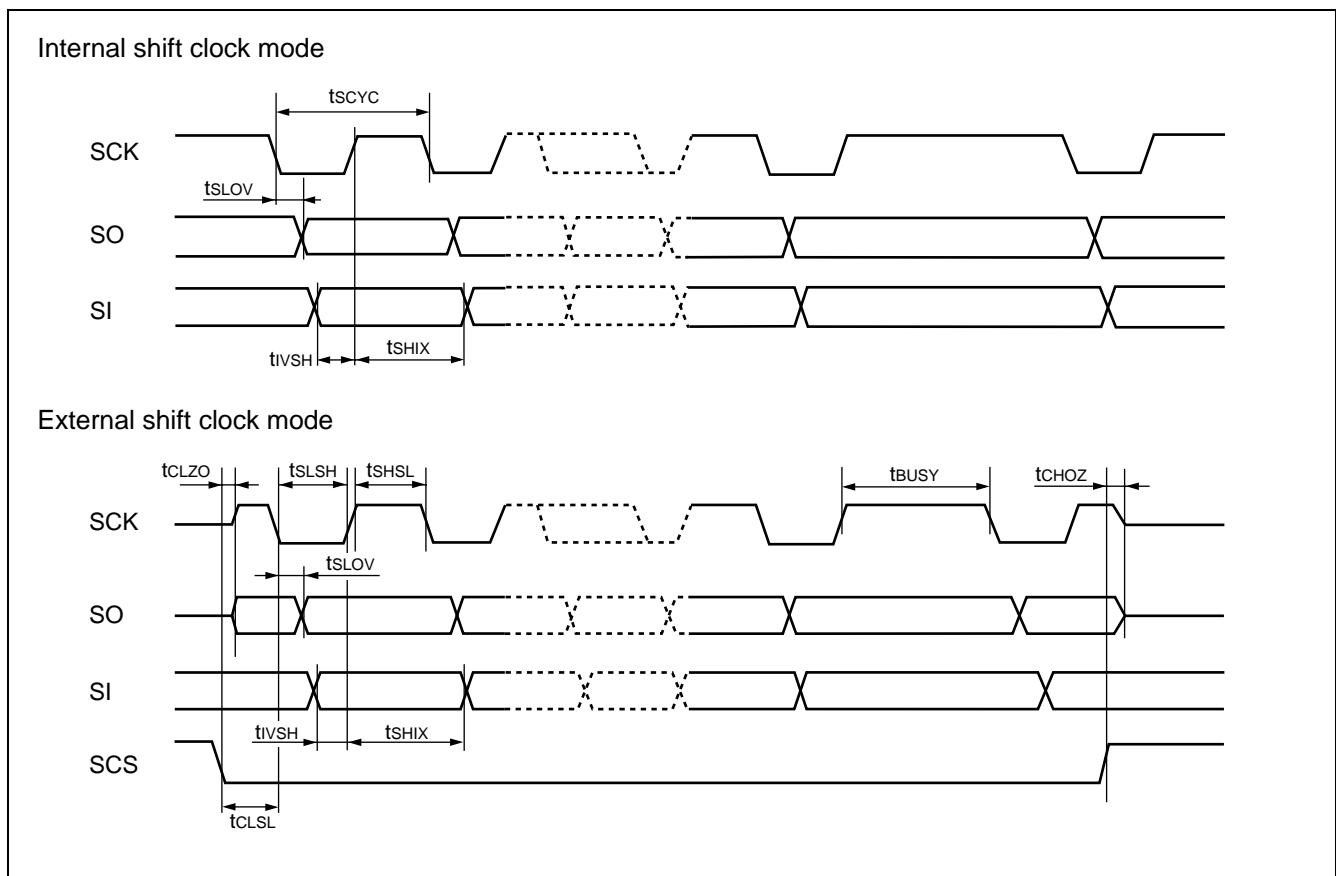 Internal shift clock mode
tSCYC
SCK
tSLOV
SO
SI
tIVSH tSHIX
External shift clock mode
tCLZO tSLSH tSHSL tBUSY tCHOZ
SCK
tSLOV
SO
SI
tIVSH tSHIX
SCS
tCLSL